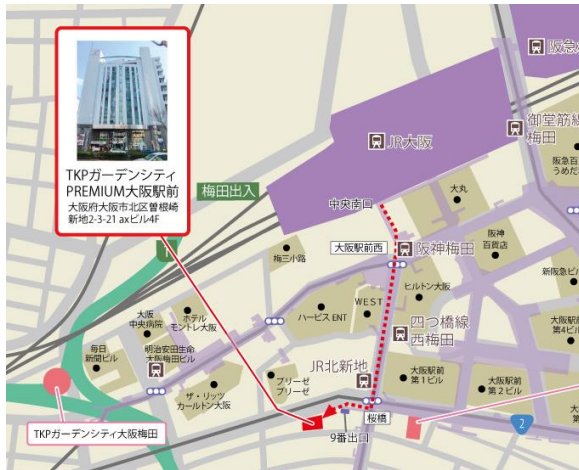 阪急
JR大阪
御堂筋線
梅田
阪急百
うめだ
TKPガーデンシティ
PREMIUM大阪駅前
大阪府大阪市北区曽根崎
新地2-3-21 axビル4F
梅田出入
中央南口
大丸
大阪駅前西
阪神梅田
阪神
百貨店
梅三小路
新阪急ビル
ヒルトン大阪
大阪
中央病院
ホテル
モントレ大阪
ハービスENT
WEST
四つ橋線
西梅田
大阪駅前
第4ビル
毎日
新聞ビル
明治安田生命
大阪梅田ビル
JR北新地
ブリーゼ
ブリーゼ
大阪駅前
第1ビル
大阪駅前
第2ビル
ザ・リッツ
カールトン大阪
桜橋
9番出口
2
TKPガーデンシティ大阪梅田